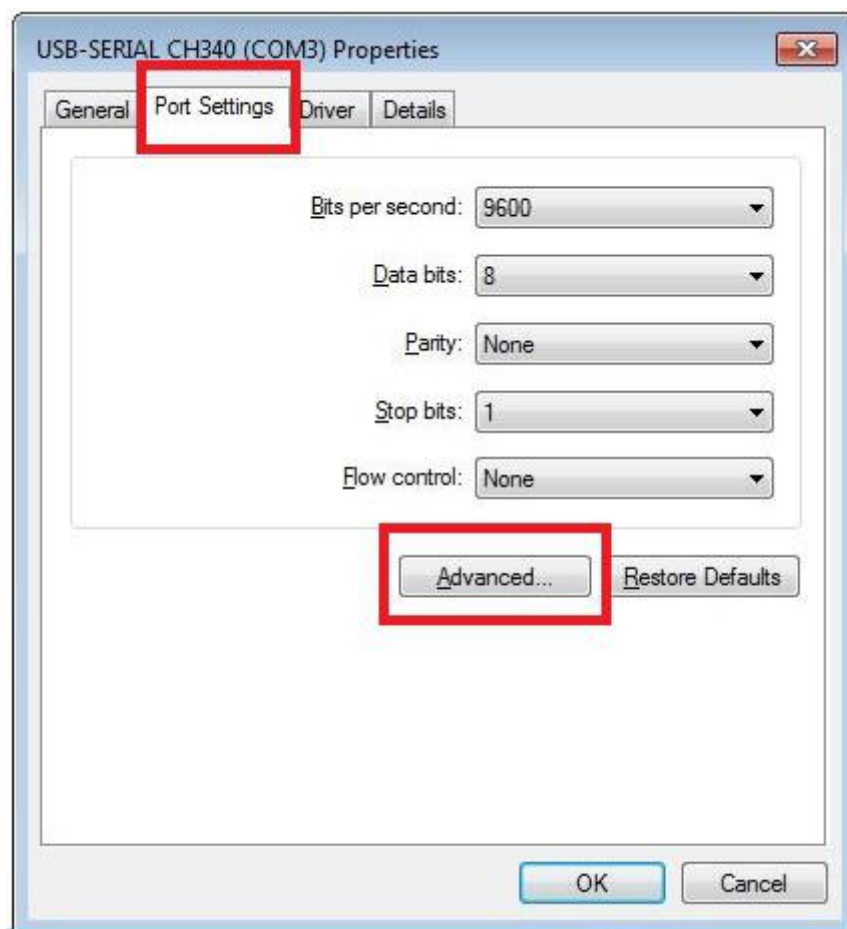 USB-SERIAL CH340 (COM3) Properties
General Port Settings Driver Details
Bits per second: 9600
Data bits: 8
Parity: None
Stop bits: 1
Flow control: None
Advanced... Restore Defaults
OK Cancel